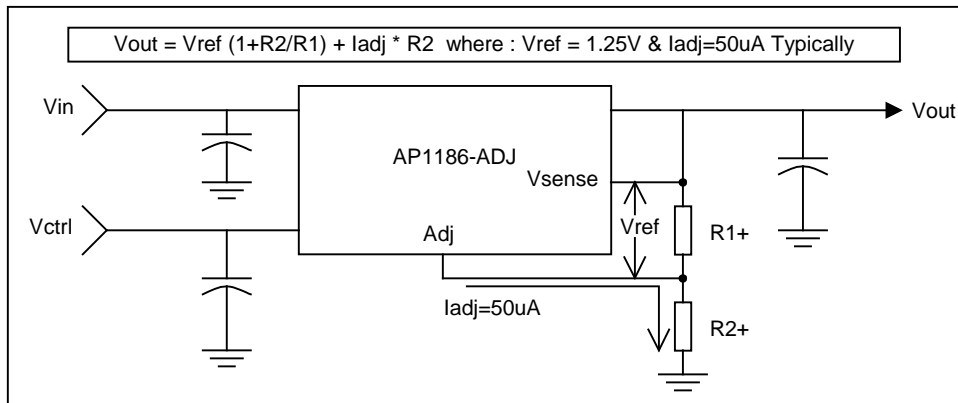 Vout = Vref (1+R2/R1) + Iadj * R2 where : Vref = 1.25V & Iadj=50uA Typically
Vin
Vout
AP1186-ADJ
Vsense
Vctrl
Adj
Vref
R1+
Iadj=50uA
R2+